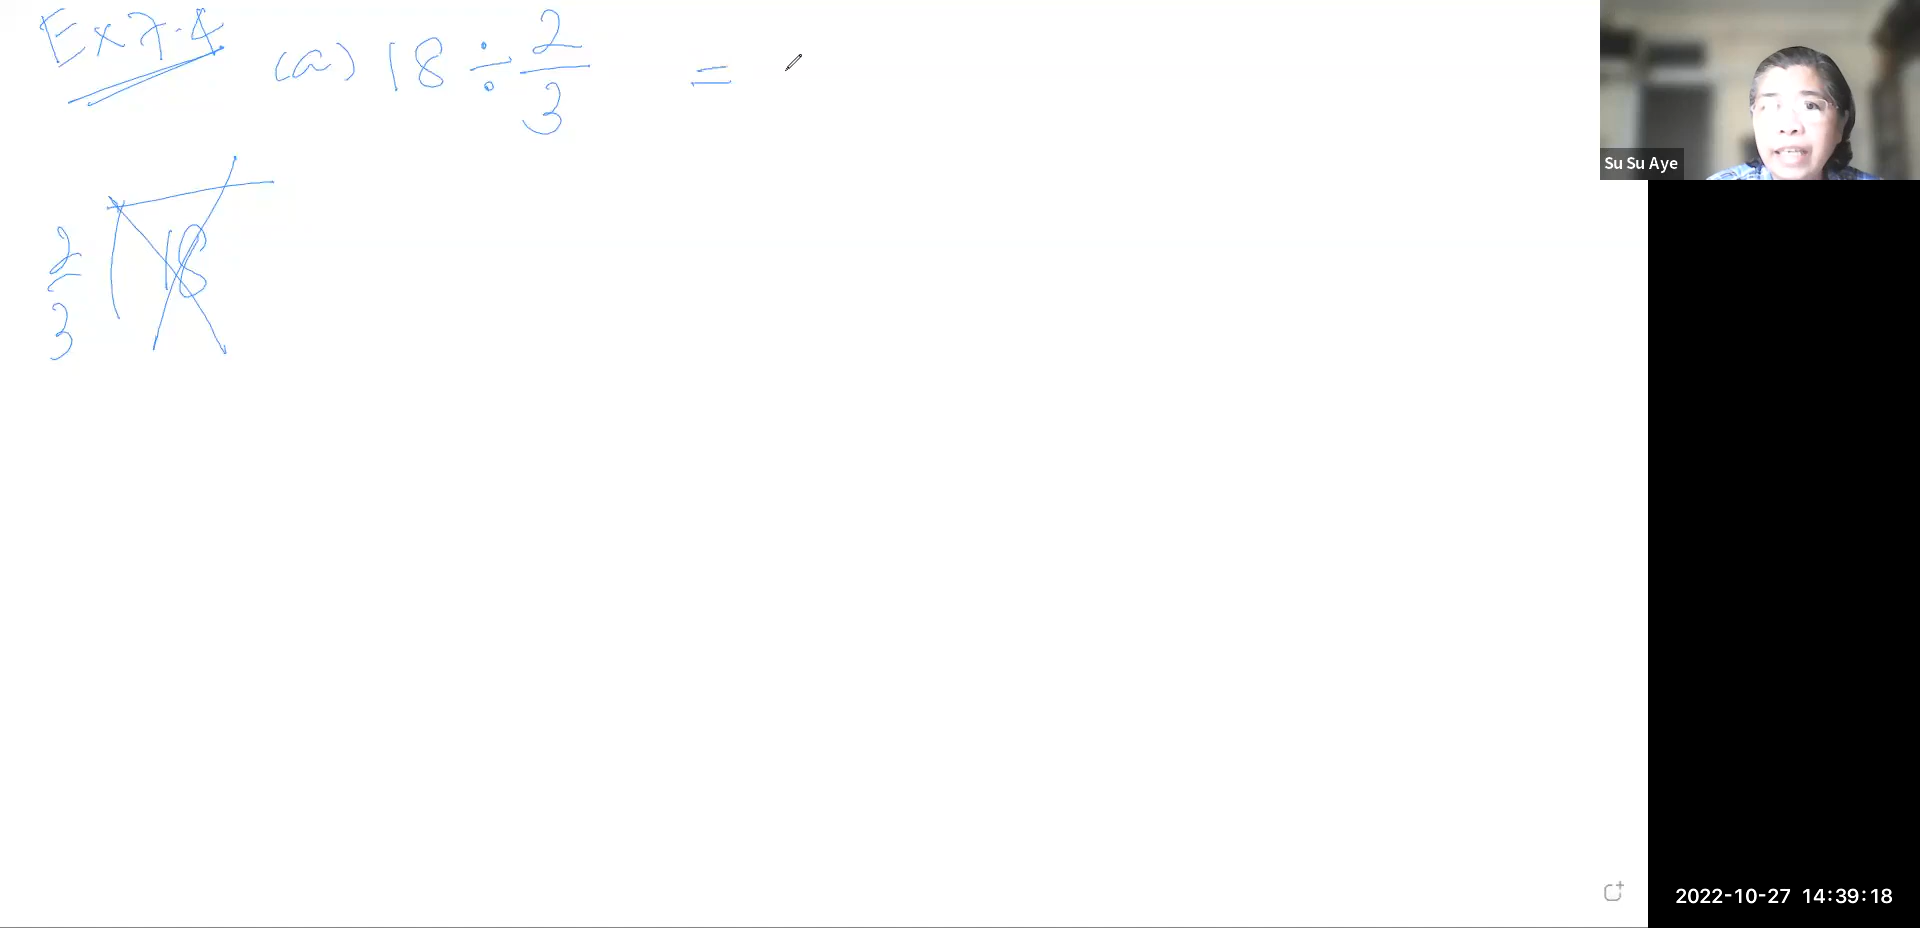 Ex 7.4
(a) 18 ÷ 2/3 =
2/3 18
Su Su Aye
2022-10-27 14:39:18